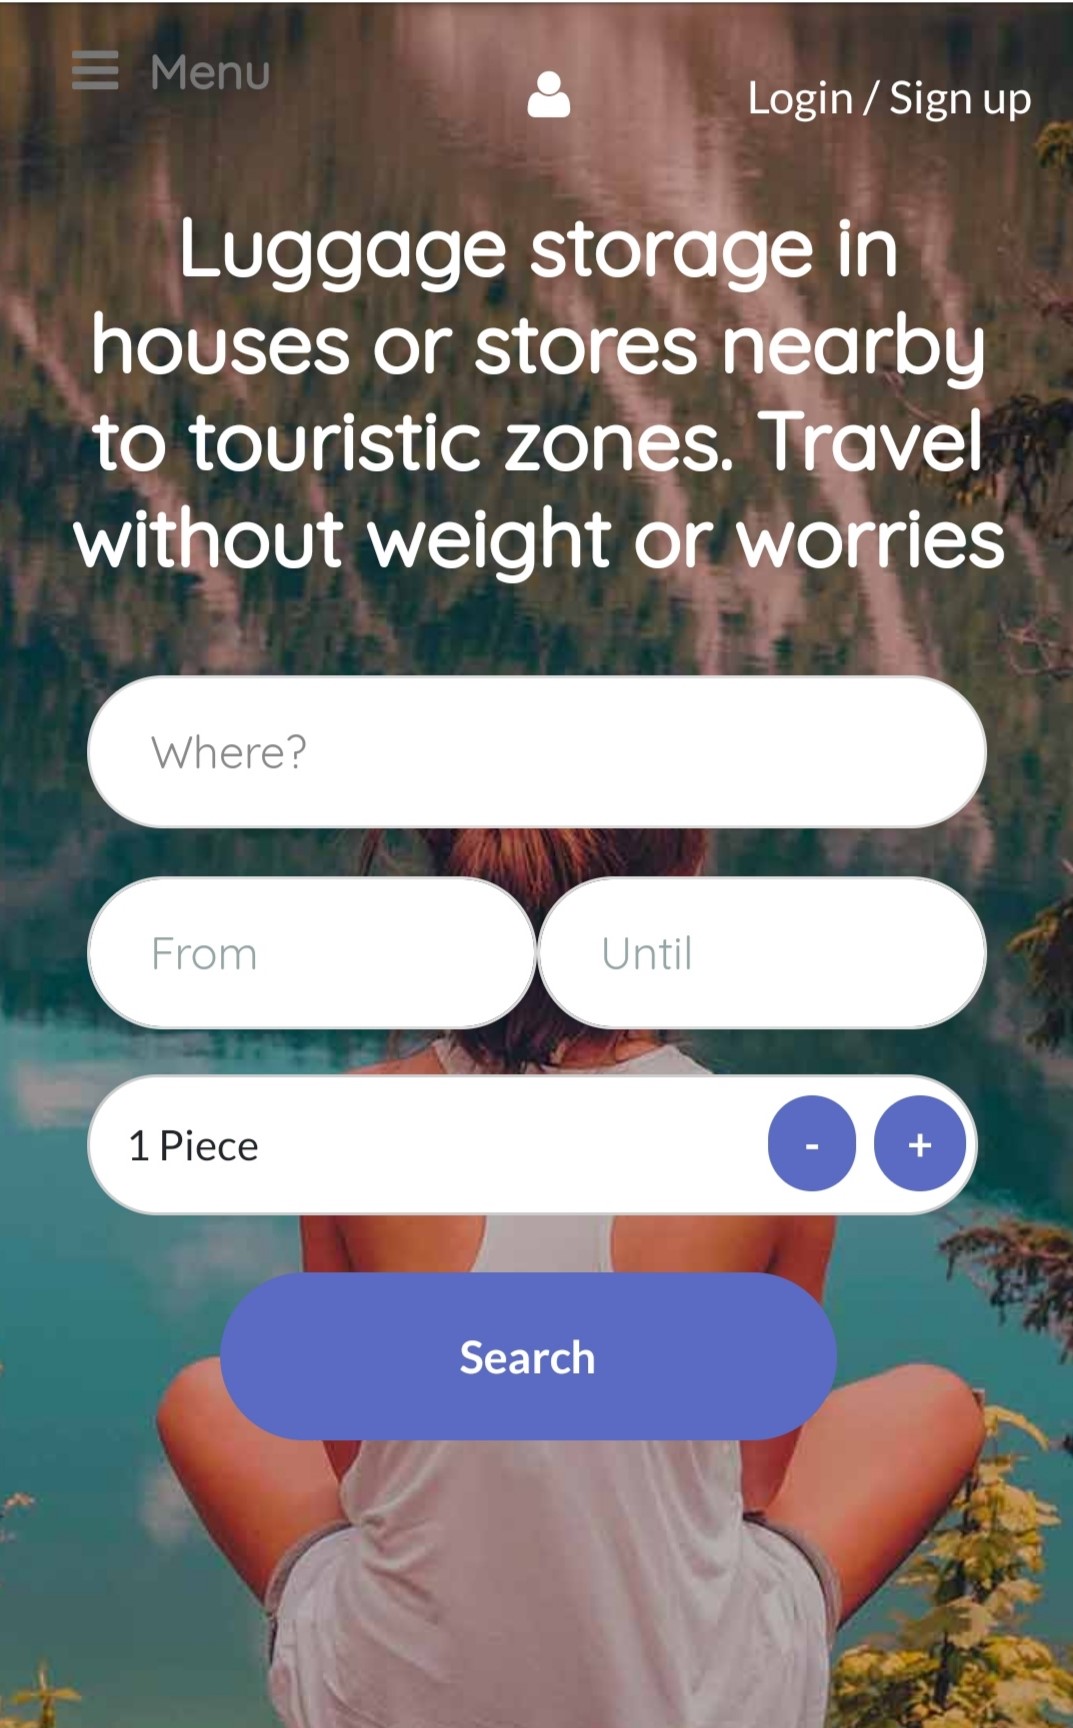 Menu
Login / Sign up
Luggage storage in
houses or stores nearby
to touristic zones. Travel
without weight or worries
Where?
From
Until
1 Piece
-
+
Search